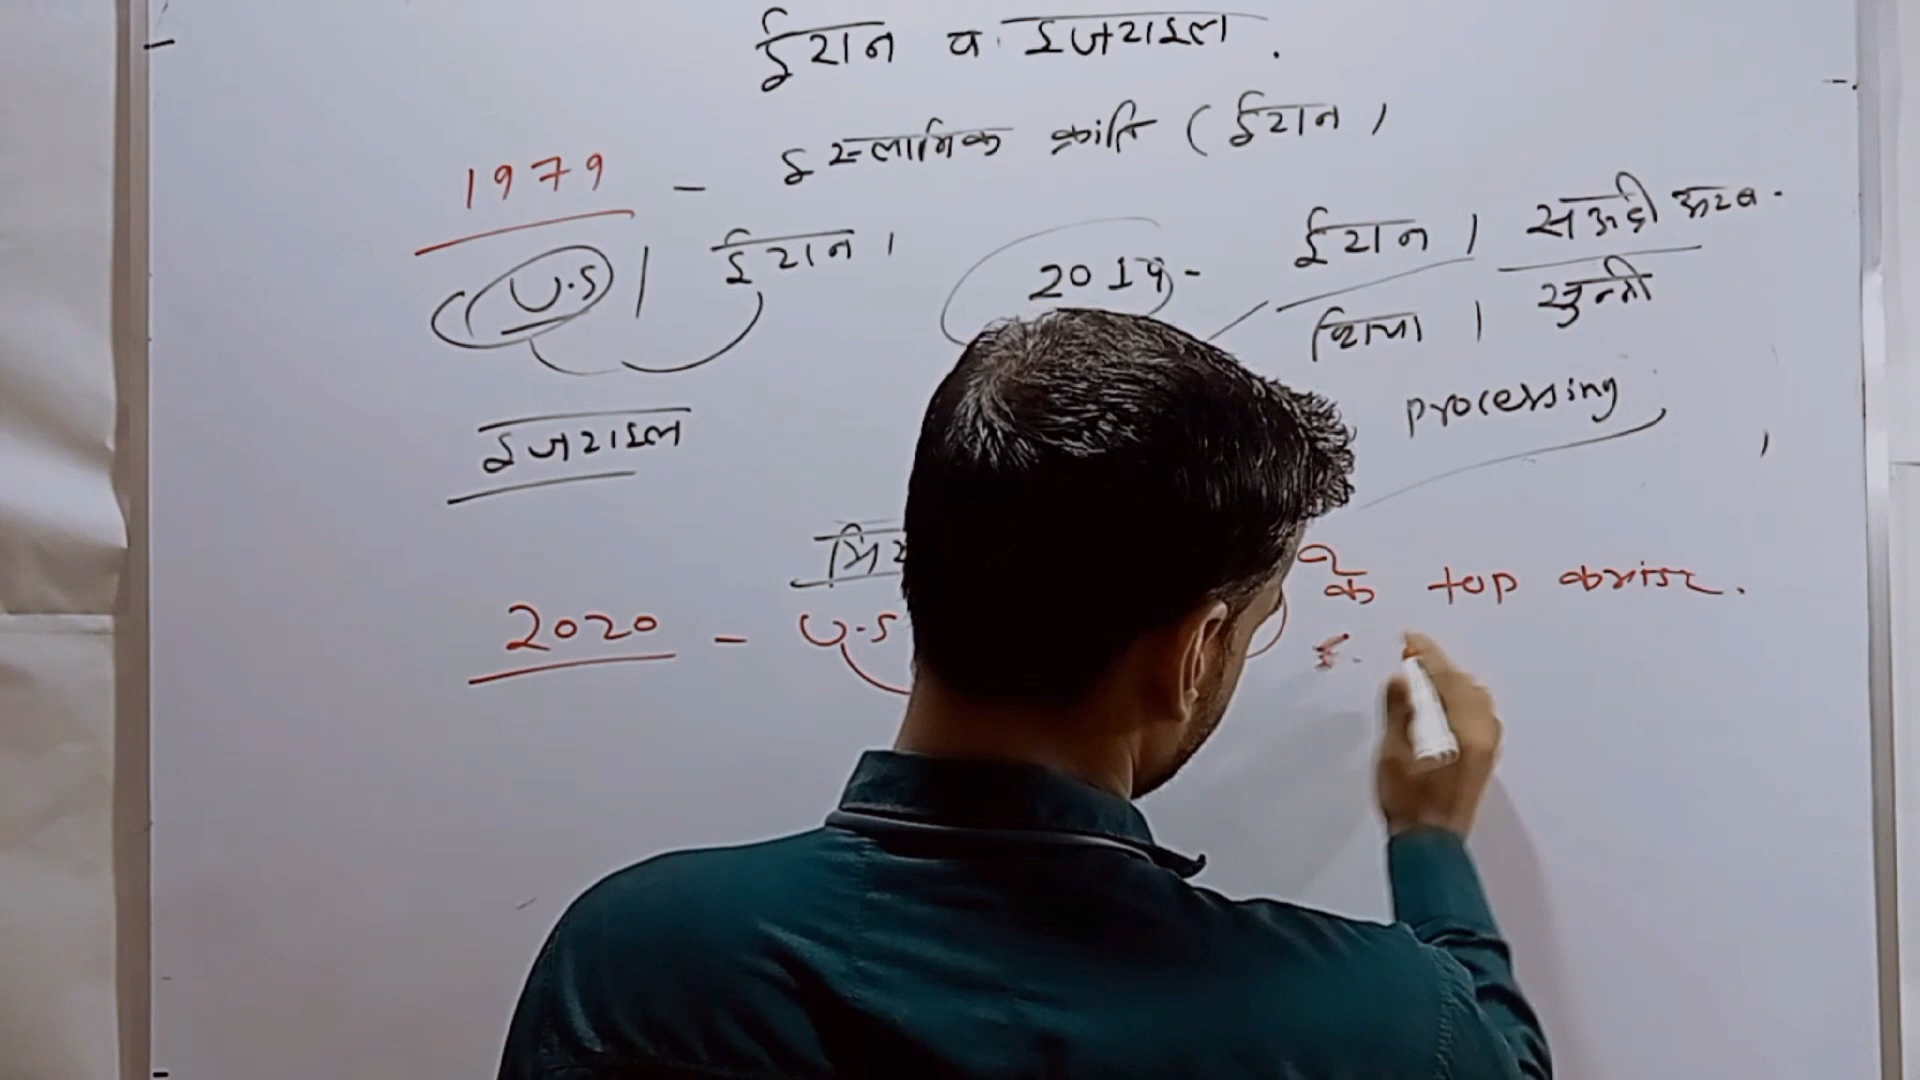 ईरान व इजराइल.
1979 - इस्लामिक क्रांति (ईरान)
(U.S / ईरान । 2019 - ईरान । सऊदी अरब.
शिया । सुन्नी
इजराइल processing
2020 - U.S के top कमांडर.